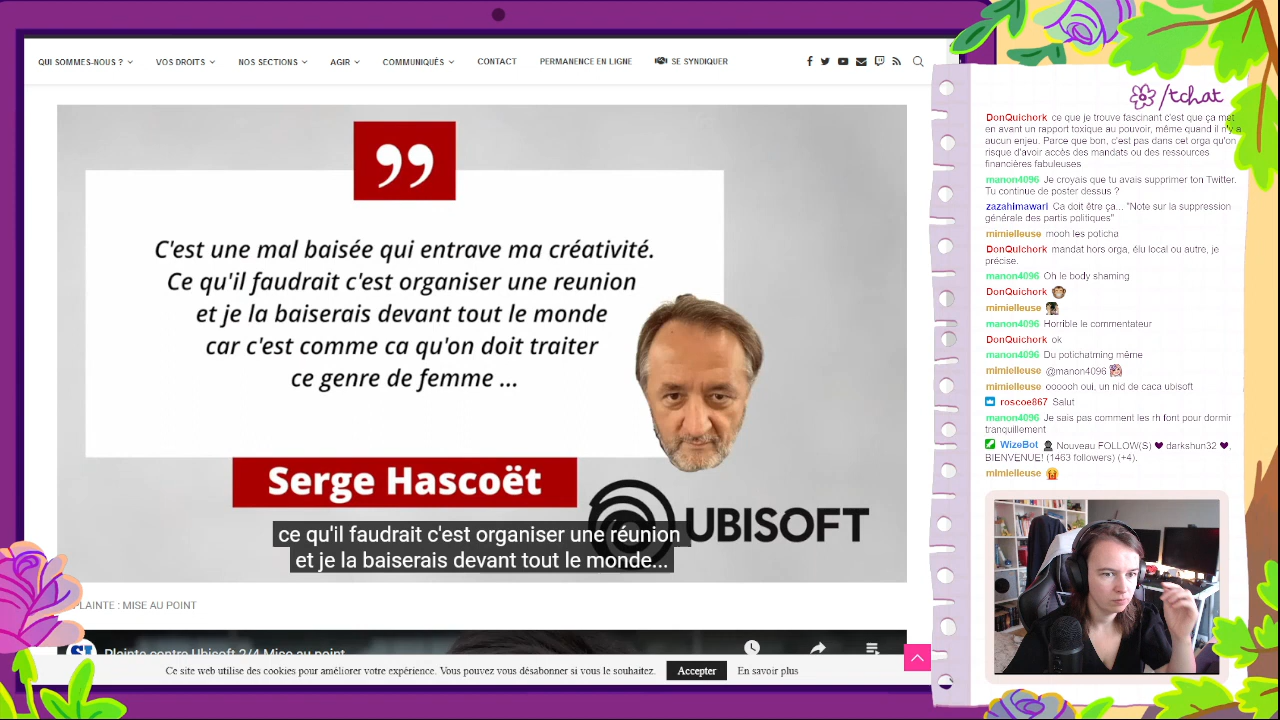 QUI SOMMES-NOUS ?
VOS DROITS
NOS SECTIONS
AGIR
COMMUNIQUÉS
CONTACT
PERMANENCE EN LIGNE
SE SYNDIQUER
C'est une mal baisée qui entrave ma créativité.
Ce qu'il faudrait c'est organiser une reunion
et je la baiserais devant tout le monde
car c'est comme ca qu'on doit traiter
ce genre de femme ...
Serge Hascoët
UBISOFT
ce qu'il faudrait c'est organiser une réunion
et je la baiserais devant tout le monde...
PLAINTE : MISE AU POINT
Plainte contre Ubisoft 2/4 Mise au point
Ce site web utilise des cookies pour améliorer votre expérience. Vous pouvez vous désabonner si vous le souhaitez.
Accepter
En savoir plus
/tchat
DonQuichork ce que je trouve fascinant c'est que ça met
en avant un rapport toxique au pouvoir, même quand il n'y a
aucun enjeu. Parce que bon, c'est pas dans cet orga qu'on
risque d'avoir accès des mandats ou des ressources
financières fabuleuses
manon4096 Je croyais que tu avais supprimer ton Twitter.
Tu continue de poster dessus ?
zazahimawarI Ca doit être ça... "Note sur la suppression
générale des partis politiques"
mimielleuse mooh les poticha
DonQuichork mandat hors orga, élu local ou autre, je
précise.
manon4096 Oh le body shaming
DonQuichork
mimielleuse
manon4096 Horrible le commentateur
DonQuichork ok
manon4096 Du potichatming même
mimielleuse @manon4096
mimielleuse oooooh oui, un nid de caca ubisoft
roscoe867 Salut
manon4096 Je sais pas comment les rh font pour dormir
tranquillement
WizeBot Nouveau FOLLOW(S) darkshun32
BIENVENUE! (1463 followers) (+4).
mimielleuse